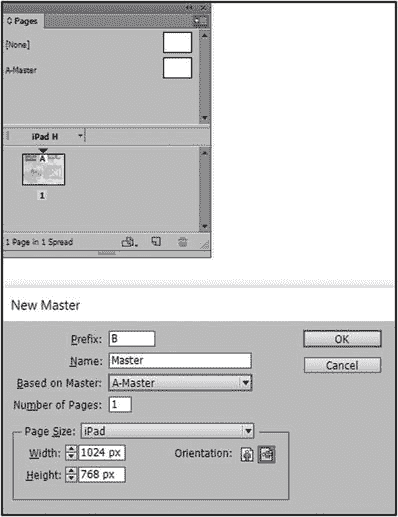 Pages
[None]
A-Master
iPad H
A
1
1 Page in 1 Spread
New Master
Prefix: B
OK
Name: Master
Cancel
Based on Master: A-Master
Number of Pages: 1
Page Size: iPad
Width: 1024 px Orientation:
Height: 768 px